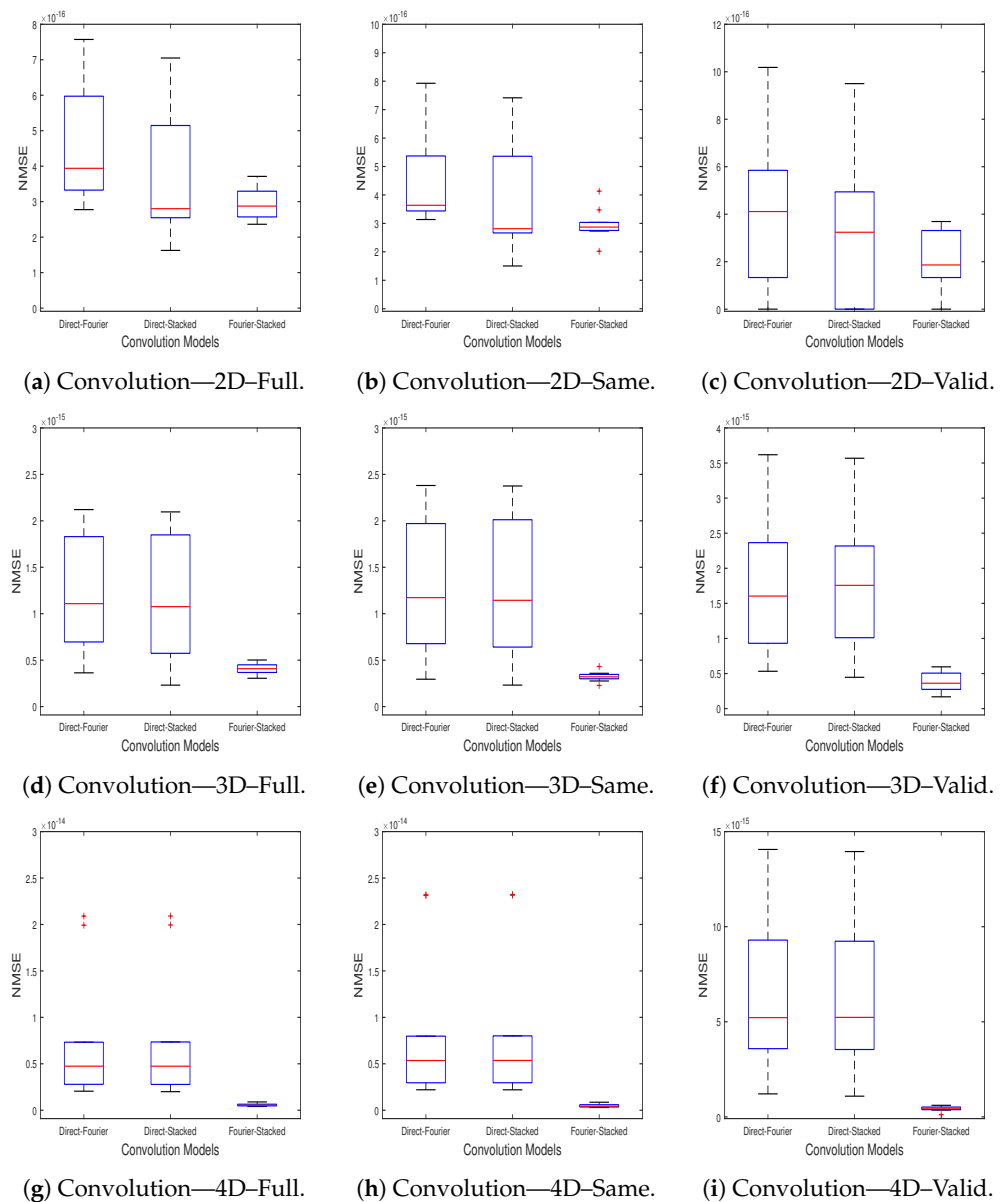 ×10-16
8
7
6
5
4
3
2
1
0
NMSE
Direct-Fourier Direct-Stacked Fourier-Stacked
Convolution Models
(a) Convolution—2D–Full.
×10-16
10
9
8
7
6
5
4
3
2
1
0
NMSE
Direct-Fourier Direct-Stacked Fourier-Stacked
Convolution Models
(b) Convolution—2D–Same.
×10-16
12
10
8
6
4
2
0
NMSE
Direct-Fourier Direct-Stacked Fourier-Stacked
Convolution Models
(c) Convolution—2D–Valid.
×10-15
3
2.5
2
1.5
1
0.5
0
NMSE
Direct-Fourier Direct-Stacked Fourier-Stacked
Convolution Models
(d) Convolution—3D–Full.
×10-15
3
2.5
2
1.5
1
0.5
0
NMSE
Direct-Fourier Direct-Stacked Fourier-Stacked
Convolution Models
(e) Convolution—3D–Same.
×10-15
4
3.5
3
2.5
2
1.5
1
0.5
0
NMSE
Direct-Fourier Direct-Stacked Fourier-Stacked
Convolution Models
(f) Convolution—3D–Valid.
×10-14
3
2.5
2
1.5
1
0.5
0
NMSE
Direct-Fourier Direct-Stacked Fourier-Stacked
Convolution Models
(g) Convolution—4D–Full.
×10-14
3
2.5
2
1.5
1
0.5
0
NMSE
Direct-Fourier Direct-Stacked Fourier-Stacked
Convolution Models
(h) Convolution—4D–Same.
×10-15
15
10
5
0
NMSE
Direct-Fourier Direct-Stacked Fourier-Stacked
Convolution Models
(i) Convolution—4D–Valid.